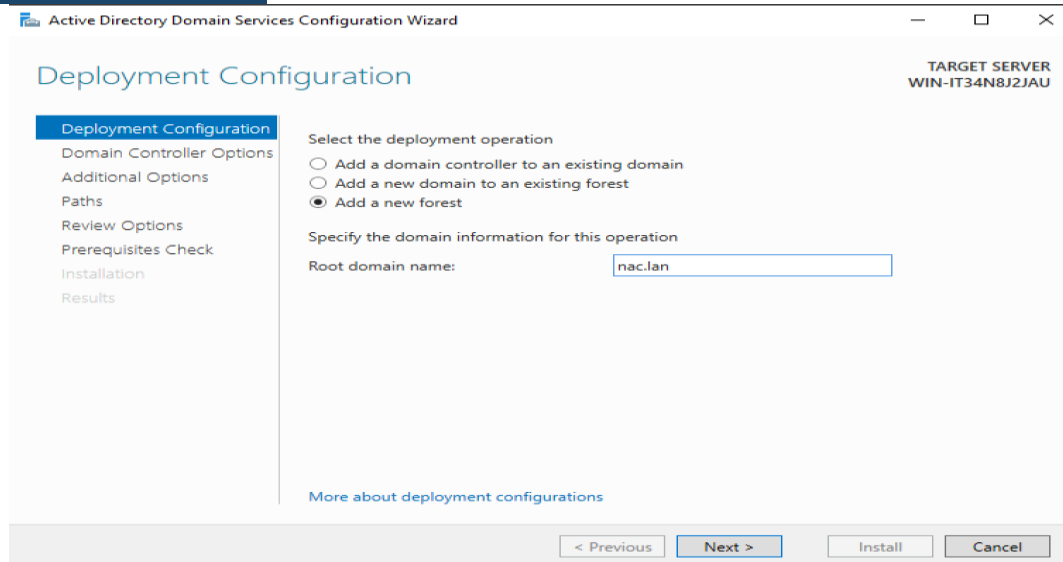 Active Directory Domain Services Configuration Wizard
Deployment Configuration
TARGET SERVER
WIN-IT34N8J2JAU
Deployment Configuration
Domain Controller Options
Additional Options
Paths
Review Options
Prerequisites Check
Installation
Results
Select the deployment operation
Add a domain controller to an existing domain
Add a new domain to an existing forest
Add a new forest
Specify the domain information for this operation
Root domain name: nac.lan
More about deployment configurations
< Previous Next > Install Cancel